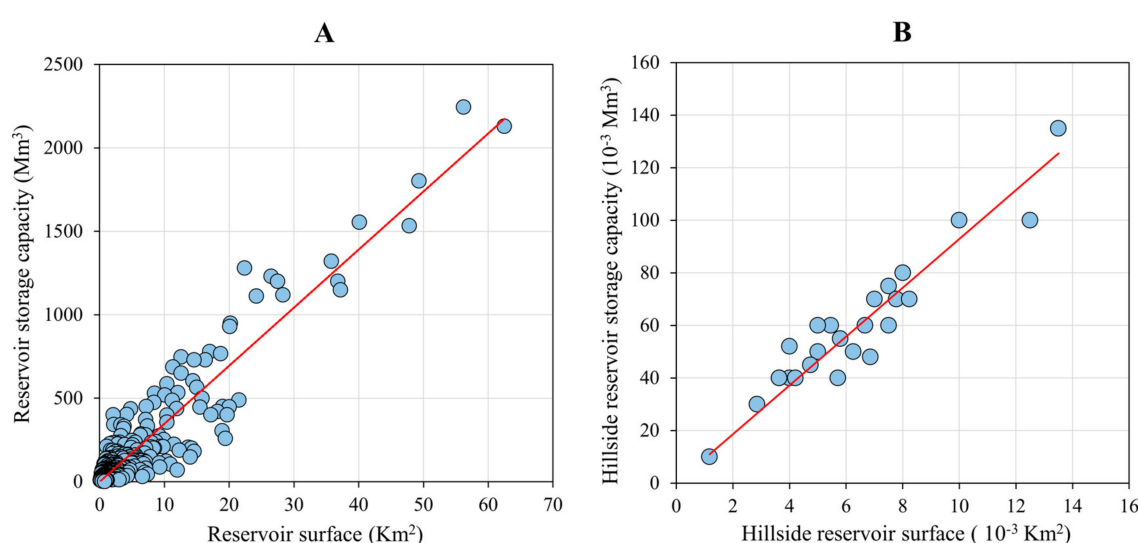 A
Reservoir storage capacity (Mm³)
2500
2000
1500
1000
500
0
0 10 20 30 40 50 60 70
Reservoir surface (Km²)
B
Hillside reservoir storage capacity (10⁻³ Mm³)
160
140
120
100
80
60
40
20
0
0 2 4 6 8 10 12 14 16
Hillside reservoir surface ( 10⁻³ Km²)